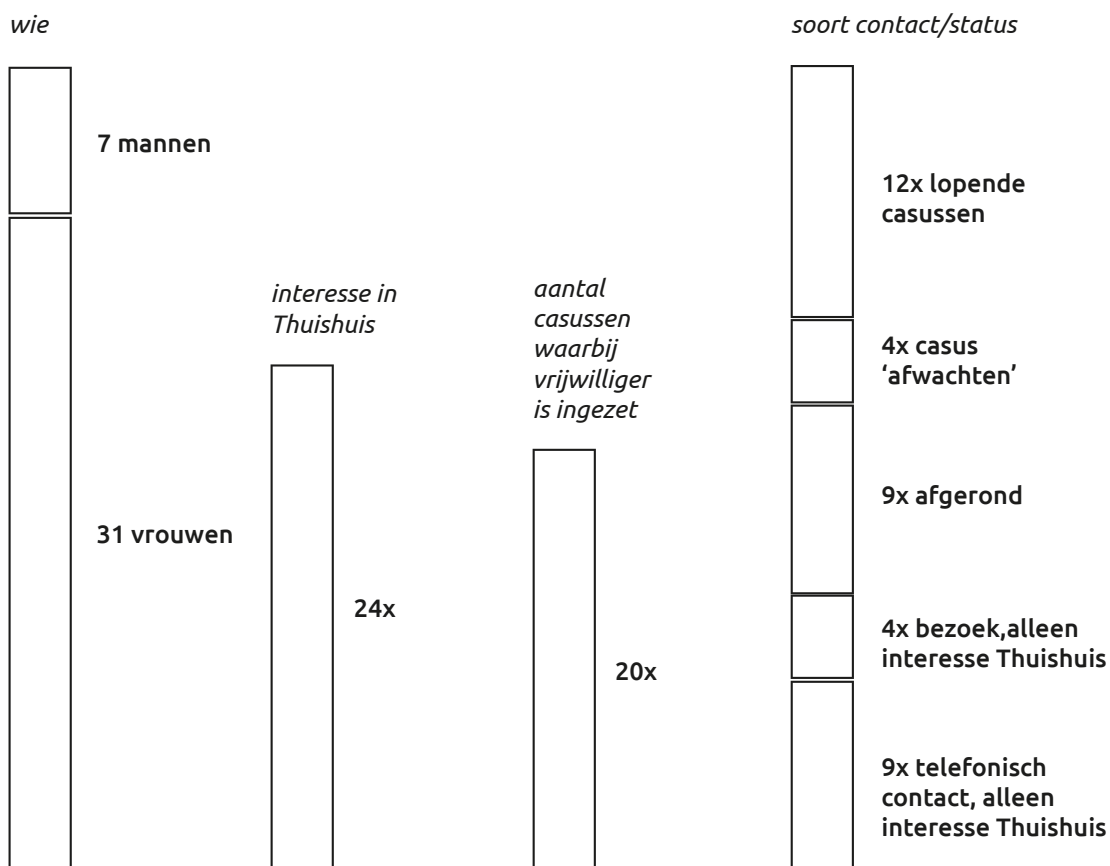 wie
7 mannen
31 vrouwen
interesse in
Thuishuis
24x
aantal
casussen
waarbij
vrijwilliger
is ingezet
20x
soort contact/status
12x lopende
casussen
4x casus
‘afwachten’
9x afgerond
4x bezoek,alleen
interesse Thuishuis
9x telefonisch
contact, alleen
interesse Thuishuis